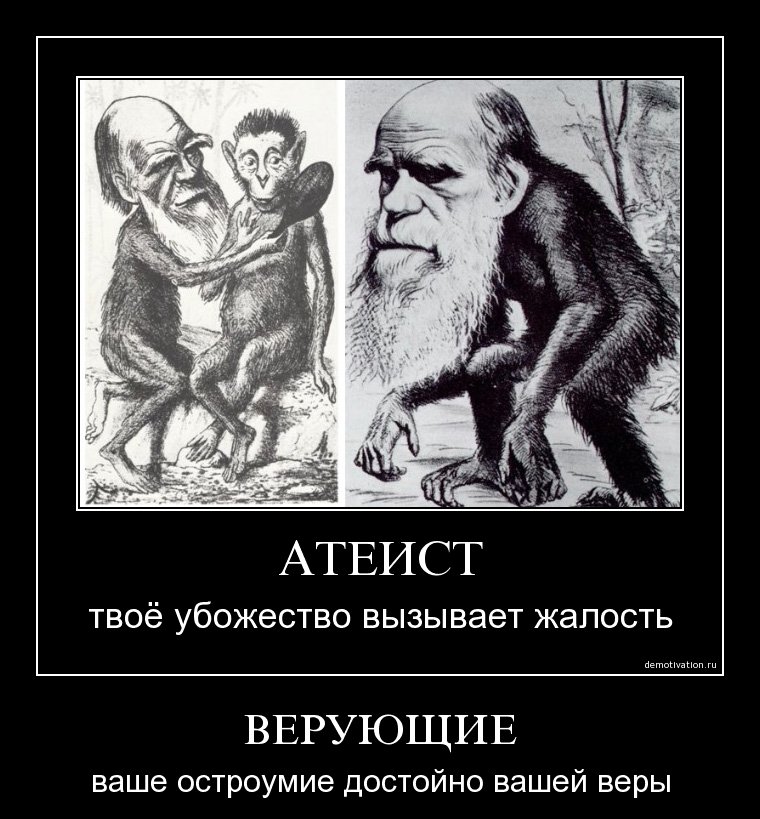 АТЕИСТ
твоё убожество вызывает жалость
demotivation.ru
ВЕРУЮЩИЕ
ваше остроумие достойно вашей веры